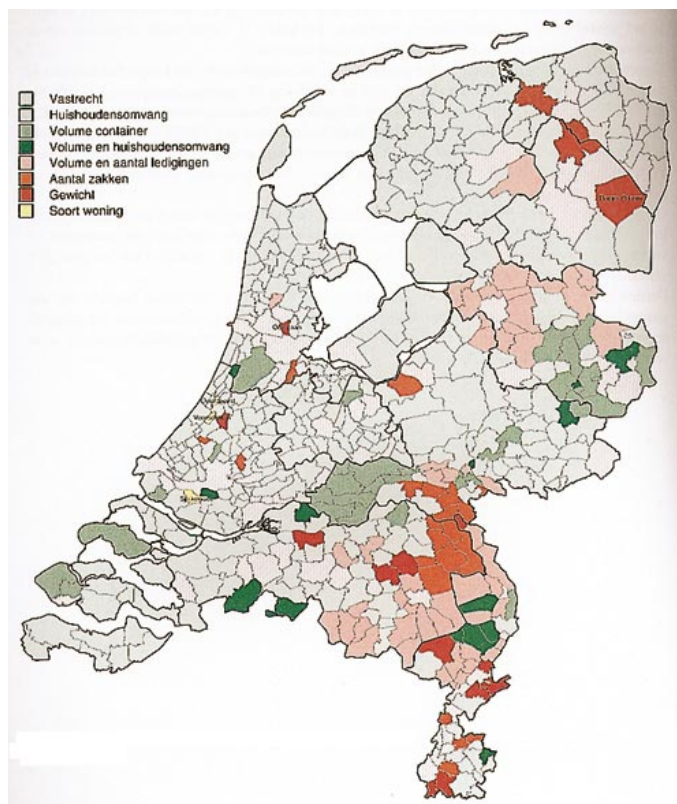 Vastrecht
Huishoudensomvang
Volume container
Volume en huishoudensomvang
Volume en aantal ledigingen
Aantal zakken
Gewicht
Soort woning